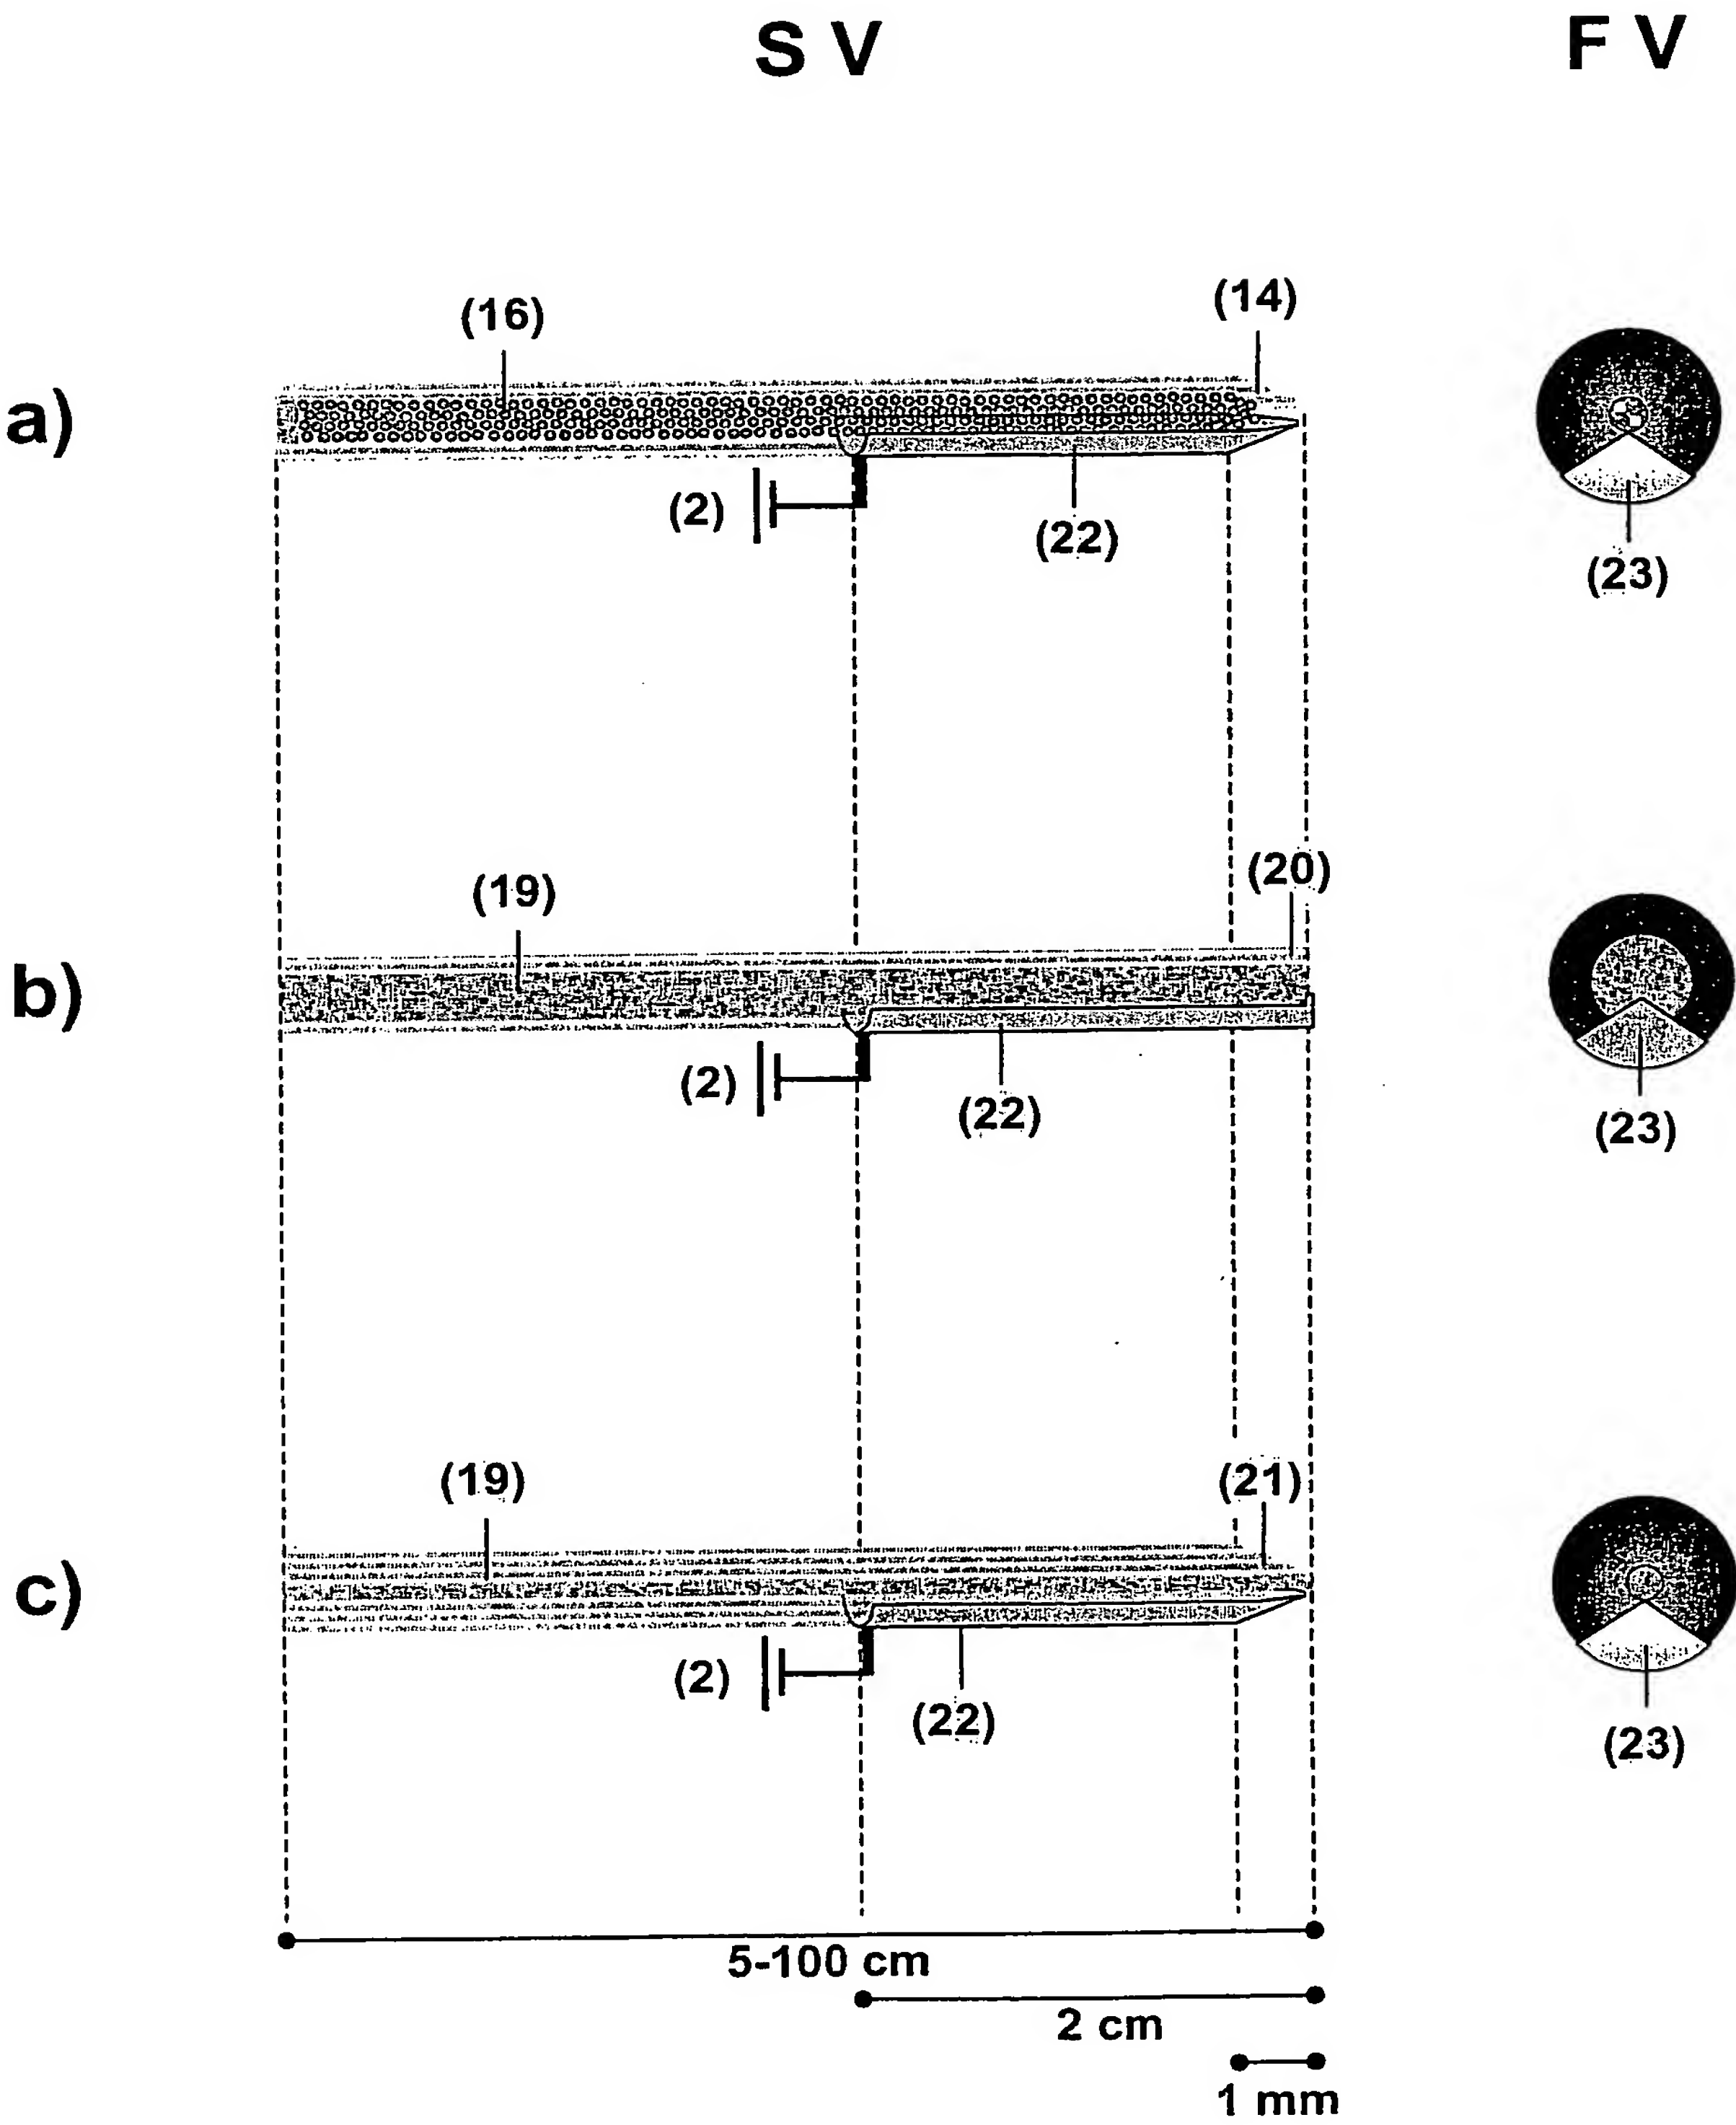 S V F V
(16) (14)
a)
(2) (22) (23)
(19) (20)
b)
(2) (22) (23)
(19) (21)
c)
(2) (22) (23)
5-100 cm
2 cm
1 mm